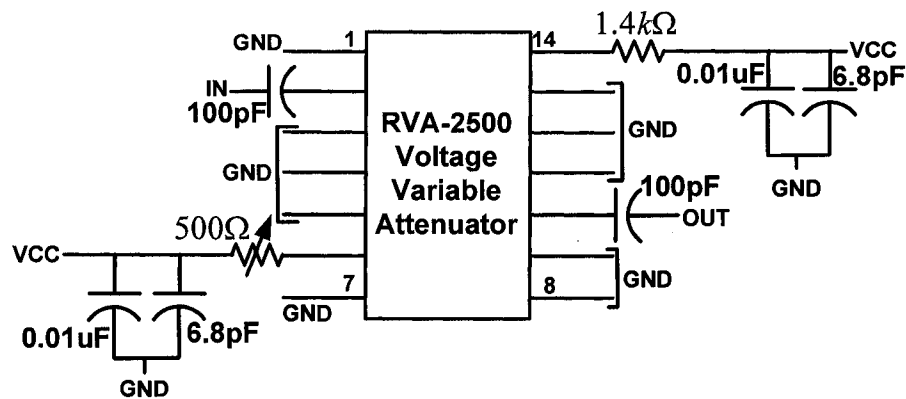 1.4kΩ
GND
1
14
VCC
0.01uF
6.8pF
IN
100pF
RVA-2500
Voltage
Variable
Attenuator
GND
GND
GND
100pF
OUT
500Ω
VCC
7
8
GND
GND
0.01uF
6.8pF
GND